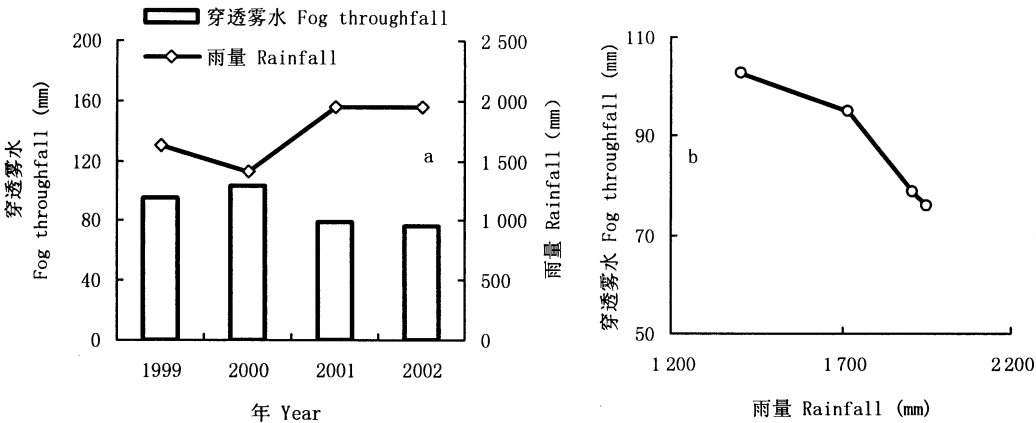 穿透雾水 Fog throughfall
雨量 Rainfall
穿透雾水
Fog throughfall (mm)
200
160
120
80
40
0
2 500
2 000
1 500
1 000
500
0
雨量 Rainfall (mm)
a
1999 2000 2001 2002
年 Year
穿透雾水 Fog throughfall (mm)
110
90
70
50
b
1 200 1 700 2 200
雨量 Rainfall (mm)